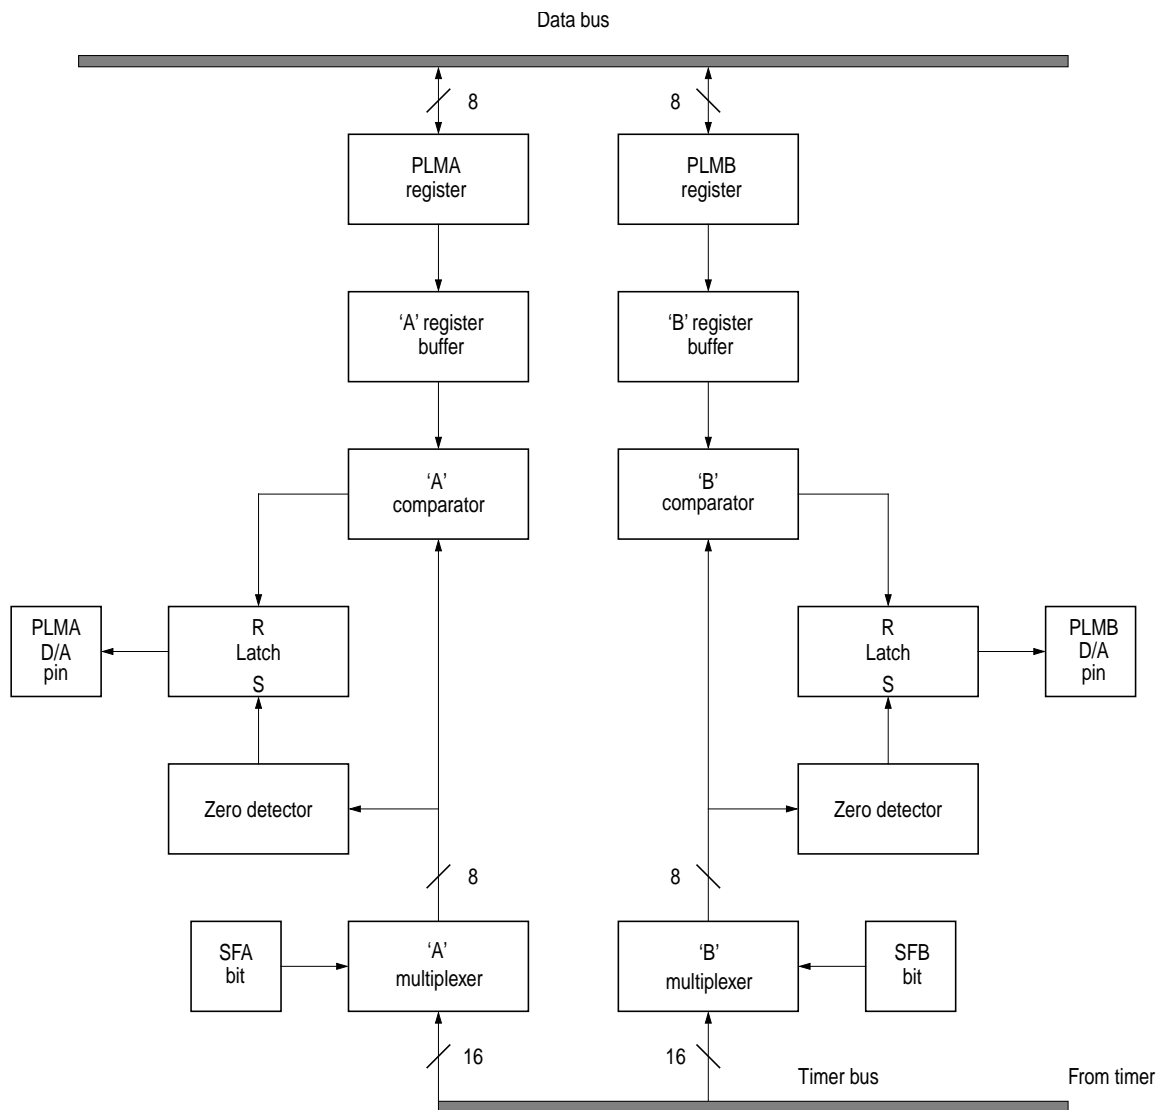 Data bus
8
8
PLMA
register
PLMB
register
‘A’ register
buffer
‘B’ register
buffer
‘A’
comparator
‘B’
comparator
PLMA
D/A
pin
R
Latch
S
R
Latch
S
PLMB
D/A
pin
Zero detector
Zero detector
8
8
SFA
bit
‘A’
multiplexer
‘B’
multiplexer
SFB
bit
16
16
Timer bus
From timer